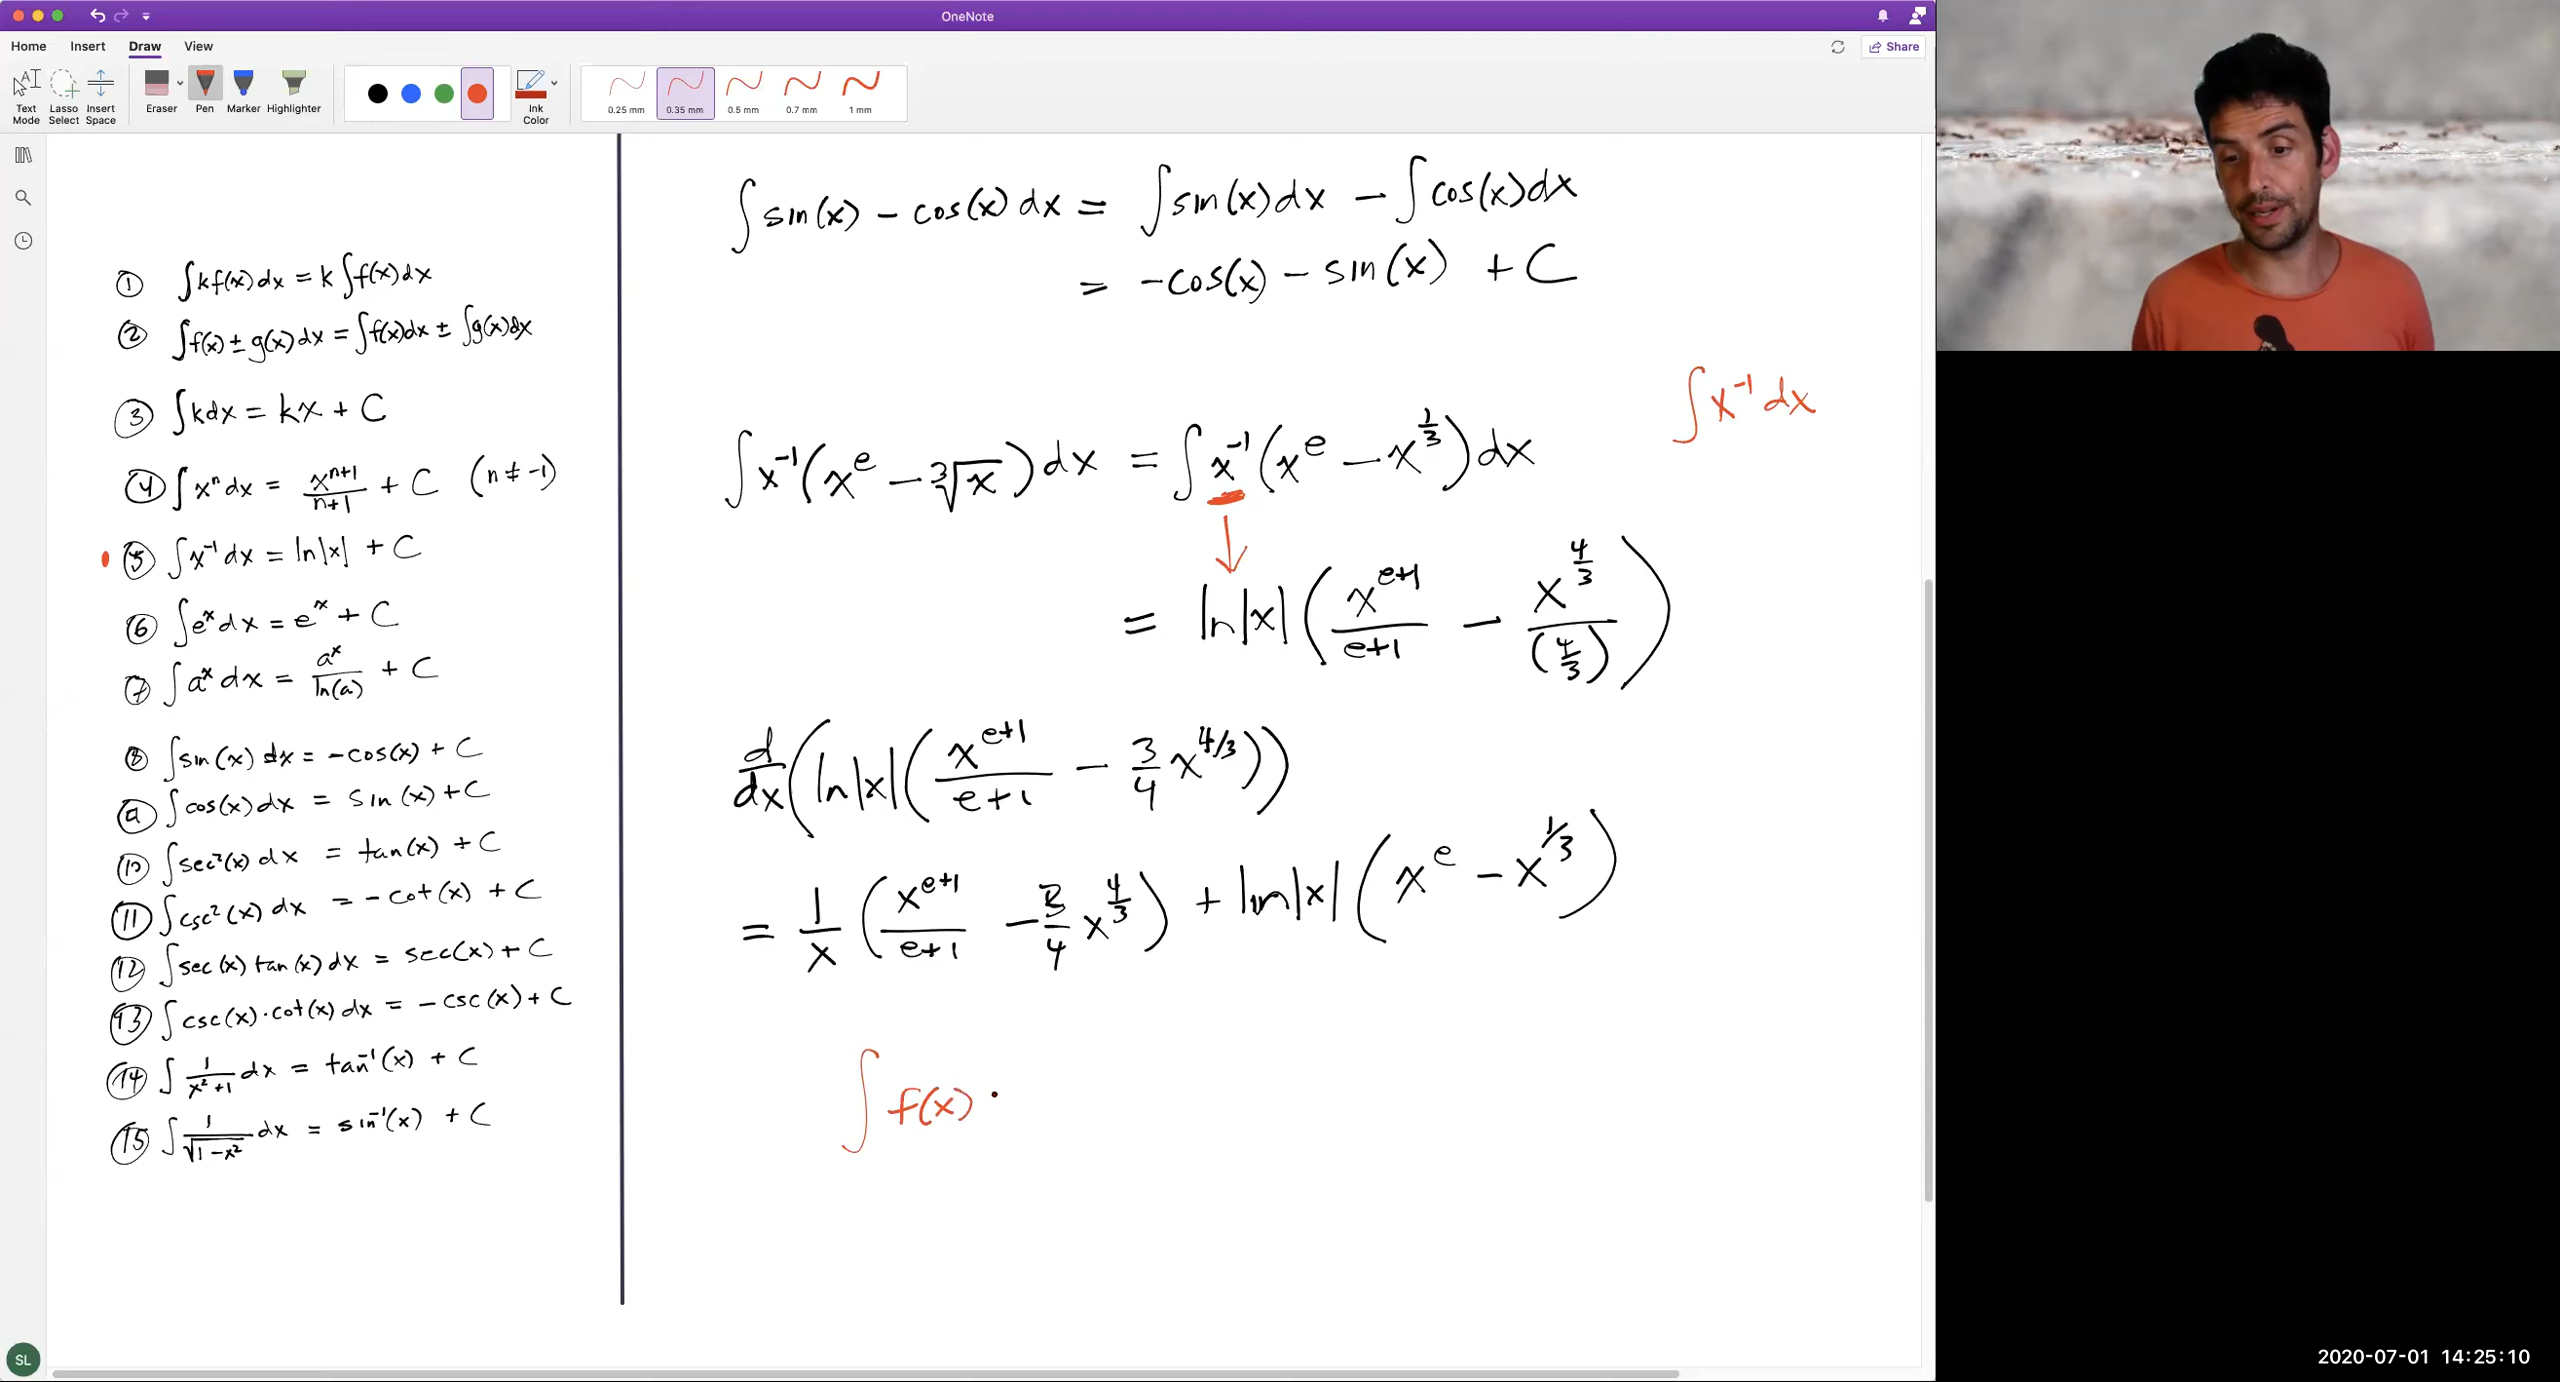 OneNote
Share
Home Insert Draw View
Text Mode
Lasso Select
Insert Space
Eraser
Pen
Marker
Highlighter
Ink Color
0.25 mm 0.35 mm 0.5 mm 0.7 mm 1 mm
① ∫kf(x)dx = k∫f(x)dx
② ∫f(x) ± g(x)dx = ∫f(x)dx ± ∫g(x)dx
③ ∫kdx = kx + C
④ ∫xⁿdx = xⁿ⁺¹/n+1 + C (n ≠ -1)
⑤ ∫x⁻¹dx = ln|x| + C
⑥ ∫eˣdx = eˣ + C
⑦ ∫aˣdx = aˣ/ln(a) + C
⑧ ∫sin(x)dx = -cos(x) + C
⑨ ∫cos(x)dx = sin(x) + C
⑩ ∫sec²(x)dx = tan(x) + C
⑪ ∫csc²(x)dx = -cot(x) + C
⑫ ∫sec(x)tan(x)dx = sec(x) + C
⑬ ∫csc(x)·cot(x)dx = -csc(x) + C
⑭ ∫1/(x²+1) dx = tan⁻¹(x) + C
⑮ ∫1/√(1-x²) dx = sin⁻¹(x) + C
∫sin(x) - cos(x)dx = ∫sin(x)dx - ∫cos(x)dx
= -cos(x) - sin(x) + C
∫x⁻¹dx
∫x⁻¹(x^e - ∛x)dx = ∫x⁻¹(x^e - x^(1/3))dx
↓
= ln|x| (x^(e+1)/(e+1) - x^(4/3)/(4/3))
d/dx (ln|x| (x^(e+1)/(e+1) - 3/4 x^(4/3)))
= 1/x (x^(e+1)/(e+1) - 3/4 x^(4/3)) + ln|x| (x^e - x^(1/3))
∫f(x) ·
SL
2020-07-01 14:25:10